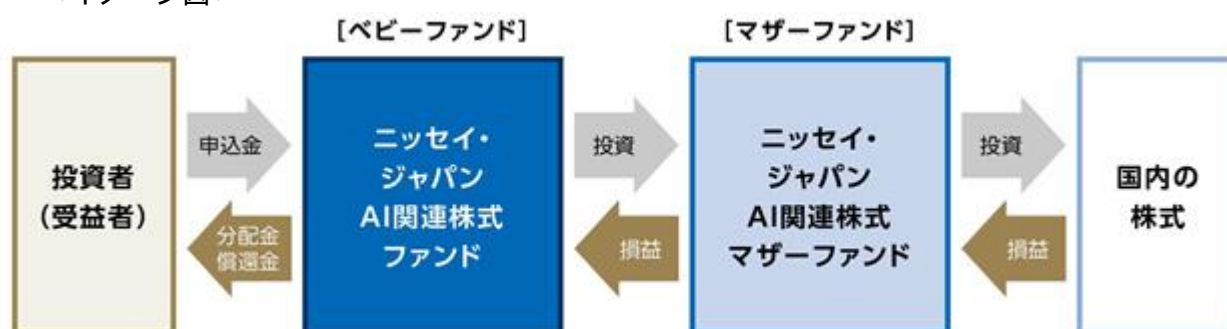 [ベビーファンド]
[マザーファンド]
投資者
(受益者)
申込金
分配金
償還金
ニッセイ・
ジャパン
AI関連株式
ファンド
投資
損益
ニッセイ・
ジャパン
AI関連株式
マザーファンド
投資
損益
国内の
株式